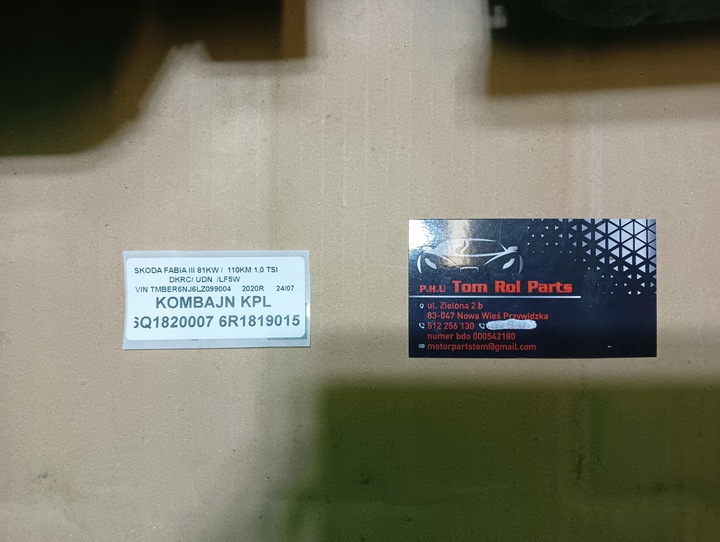 SKODA FABIA III 81KW / 110KM 1,0 TSI
DKRC/ UDN /LF5W
VIN TMBER6NJ6LZ099004 2020R 24/07
KOMBAJN KPL
6Q1820007 6R1819015
P.H.U Tom Rol Parts
ul. Zielona 2 b
83-047 Nowa Wieś Przywidzka
512 256 130
numer bdo 000542180
motorpartstom@gmail.com